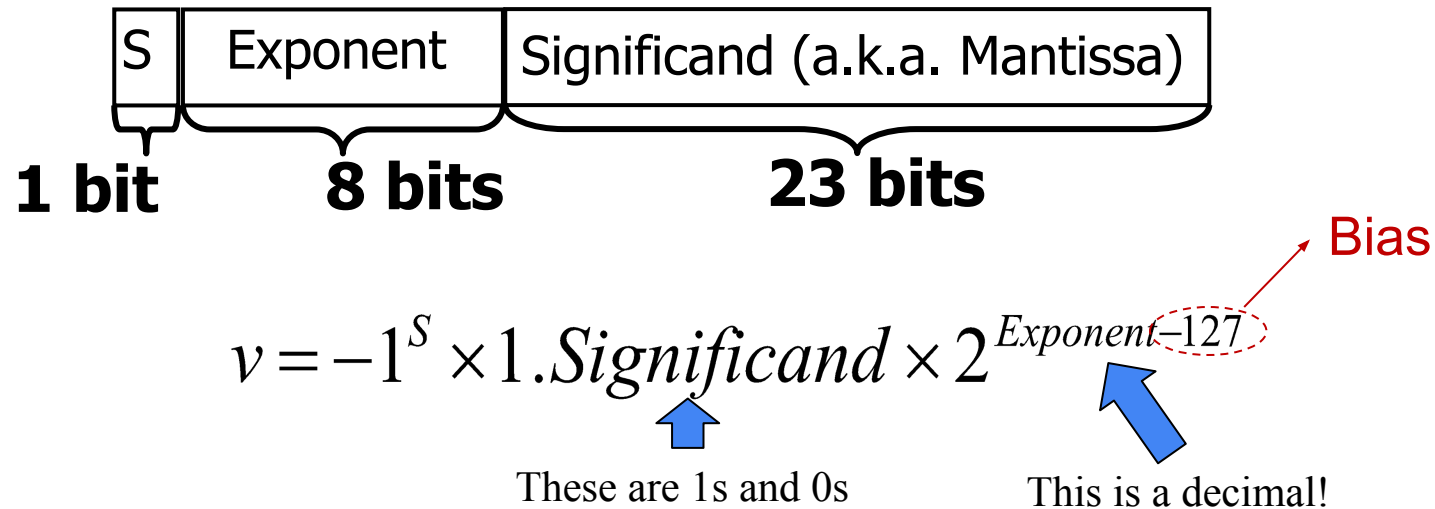 S Exponent Significand (a.k.a. Mantissa)
1 bit 8 bits 23 bits
Bias
v = −1^S × 1.Significand × 2^{Exponent−127}
These are 1s and 0s
This is a decimal!